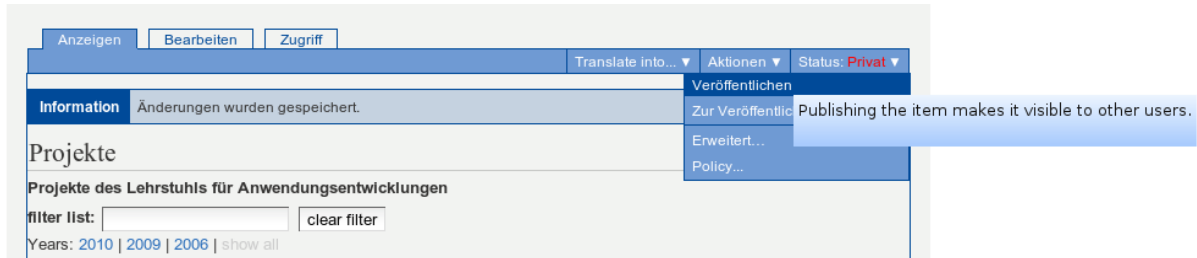 Anzeigen Bearbeiten Zugriff
Translate into... ▼ Aktionen ▼ Status: Privat ▼
Veröffentlichen
Information Änderungen wurden gespeichert.
Zur Veröffentlic
Publishing the item makes it visible to other users.
Erweitert...
Policy...
Projekte
Projekte des Lehrstuhls für Anwendungsentwicklungen
filter list: clear filter
Years: 2010 | 2009 | 2006 | show all